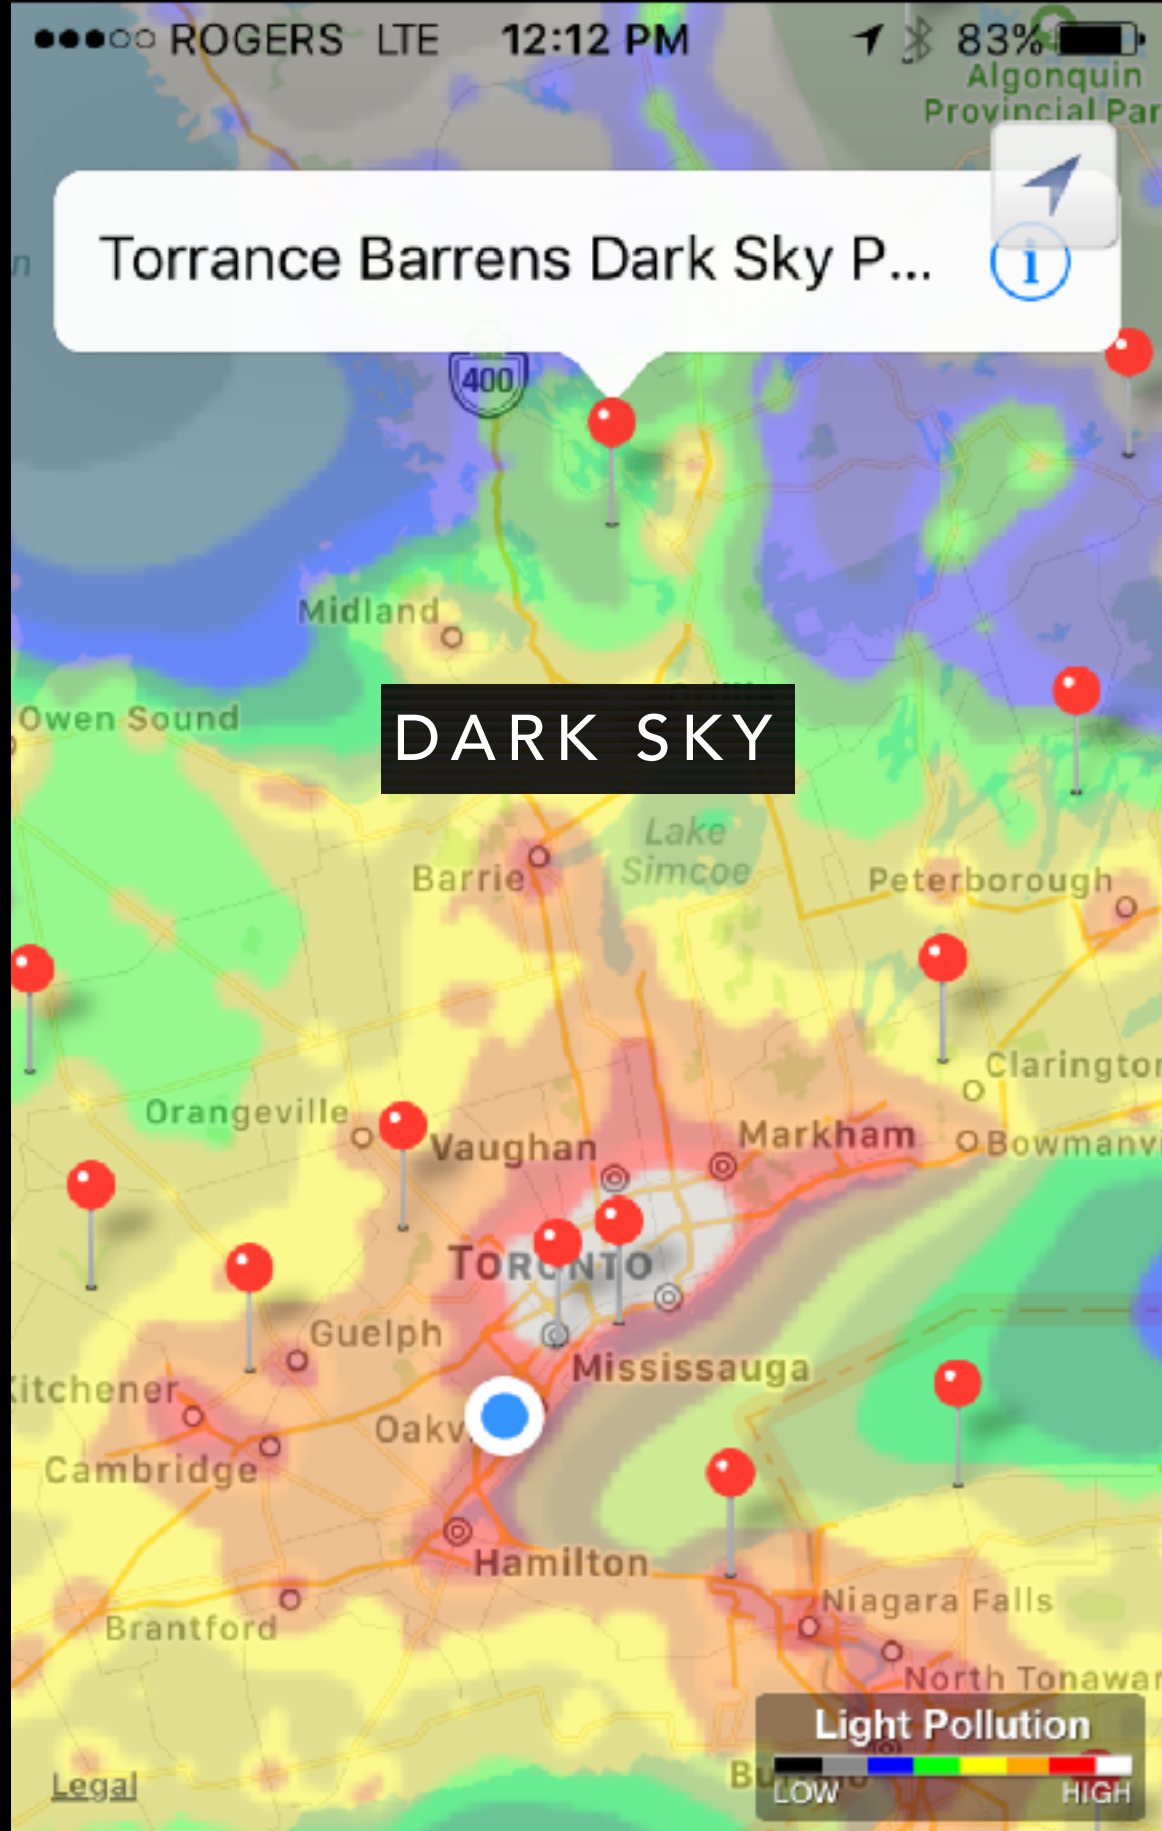 ROGERS LTE 12:12 PM 83%
Algonquin
Provincial Par
Torrance Barrens Dark Sky P...
400
Midland
Owen Sound
DARK SKY
Lake
Simcoe
Barrie
Peterborough
Clarington
Orangeville
Vaughan
Markham
Bowmanv
TORONTO
Guelph
Mississauga
Kitchener
Oakv
Cambridge
Hamilton
Niagara Falls
Brantford
North Tonawan
Light Pollution
Legal
LOW HIGH